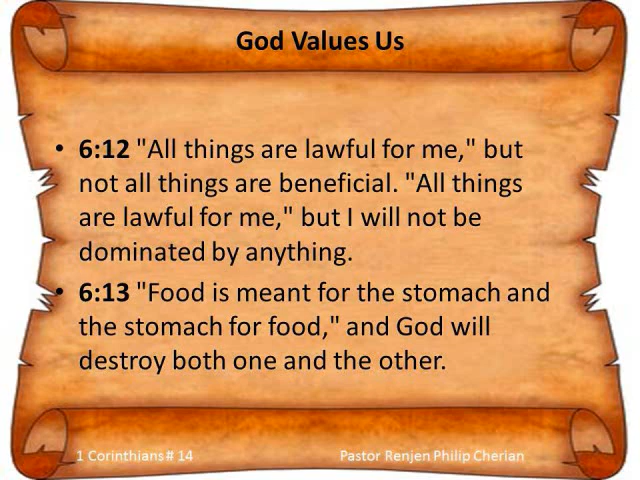 God Values Us
• 6:12 "All things are lawful for me," but
not all things are beneficial. "All things
are lawful for me," but I will not be
dominated by anything.
• 6:13 "Food is meant for the stomach and
the stomach for food," and God will
destroy both one and the other.
1 Corinthians # 14 Pastor Renjen Philip Cherian